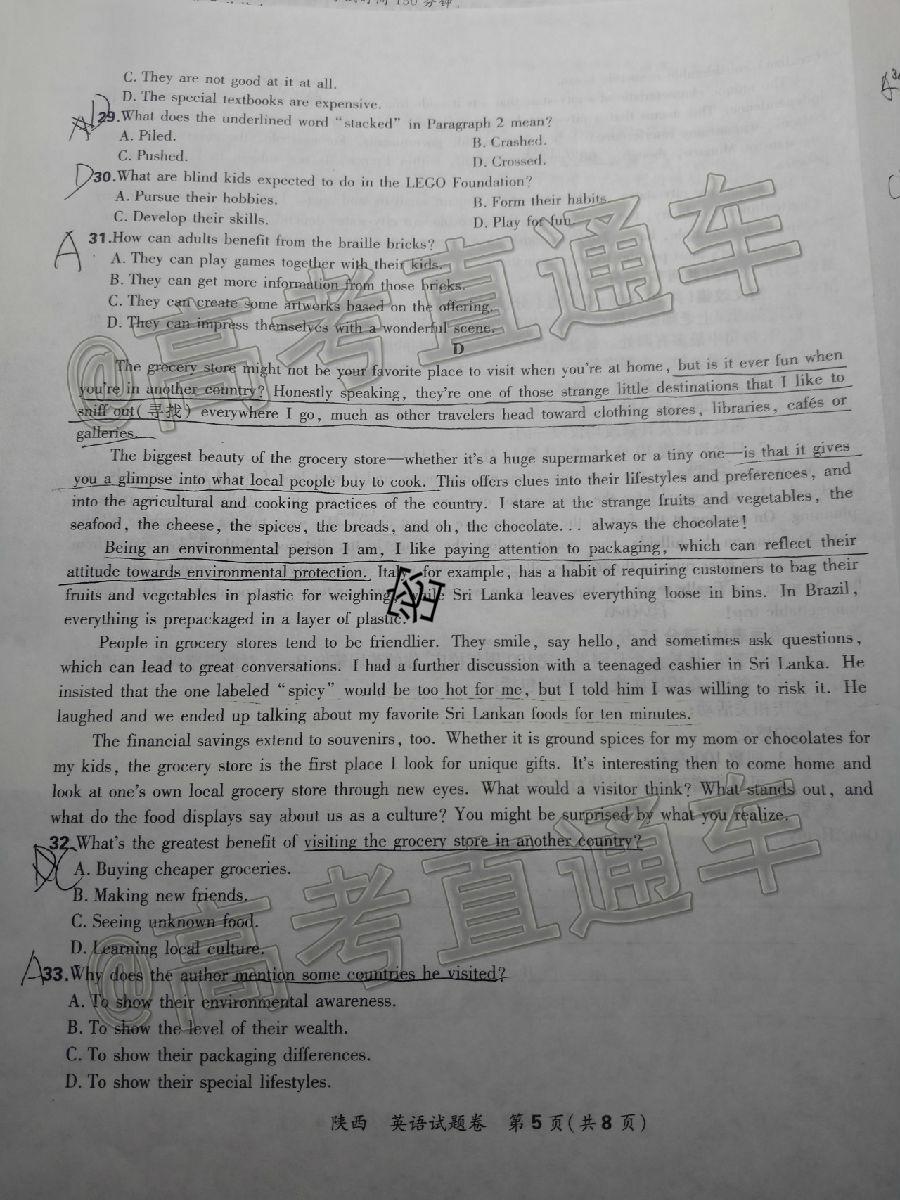 C. They are not good at it at all.
D. The special textbooks are expensive.
29.What does the underlined word "stacked" in Paragraph 2 mean?
A. Piled.
B. Crashed.
C. Pushed.
D. Crossed.
D 30.What are blind kids expected to do in the LEGO Foundation?
A. Pursue their hobbies.
B. Form their habits.
C. Develop their skills.
D. Play for fun.
A 31.How can adults benefit from the braille bricks?
A. They can play games together with their kids.
B. They can get more information from those bricks.
C. They can create some artworks based on the offering.
D. They can impress themselves with a wonderful scene.
D
The grocery store might not be your favorite place to visit when you're at home, but is it ever fun when
you're in another country? Honestly speaking, they're one of those strange little destinations that I like to
sniff out(寻找) everywhere I go, much as other travelers head toward clothing stores, libraries, cafés or
galleries.
The biggest beauty of the grocery store—whether it's a huge supermarket or a tiny one—is that it gives
you a glimpse into what local people buy to cook. This offers clues into their lifestyles and preferences, and
into the agricultural and cooking practices of the country. I stare at the strange fruits and vegetables, the
seafood, the cheese, the spices, the breads, and oh, the chocolate... always the chocolate!
Being an environmental person I am, I like paying attention to packaging, which can reflect their
attitude towards environmental protection. Italy, for example, has a habit of requiring customers to bag their
fruits and vegetables in plastic for weighing, while Sri Lanka leaves everything loose in bins. In Brazil,
everything is prepackaged in a layer of plastic.
People in grocery stores tend to be friendlier. They smile, say hello, and sometimes ask questions,
which can lead to great conversations. I had a further discussion with a teenaged cashier in Sri Lanka. He
insisted that the one labeled "spicy" would be too hot for me, but I told him I was willing to risk it. He
laughed and we ended up talking about my favorite Sri Lankan foods for ten minutes.
The financial savings extend to souvenirs, too. Whether it is ground spices for my mom or chocolates for
my kids, the grocery store is the first place I look for unique gifts. It's interesting then to come home and
look at one's own local grocery store through new eyes. What would a visitor think? What stands out, and
what do the food displays say about us as a culture? You might be surprised by what you realize.
32.What's the greatest benefit of visiting the grocery store in another country?
A. Buying cheaper groceries.
B. Making new friends.
C. Seeing unknown food.
D. Learning local culture.
A 33.Why does the author mention some countries he visited?
A. To show their environmental awareness.
B. To show the level of their wealth.
C. To show their packaging differences.
D. To show their special lifestyles.
陕西 英语试题卷 第5页(共8页)
@高考直通车
@高考直通车
密